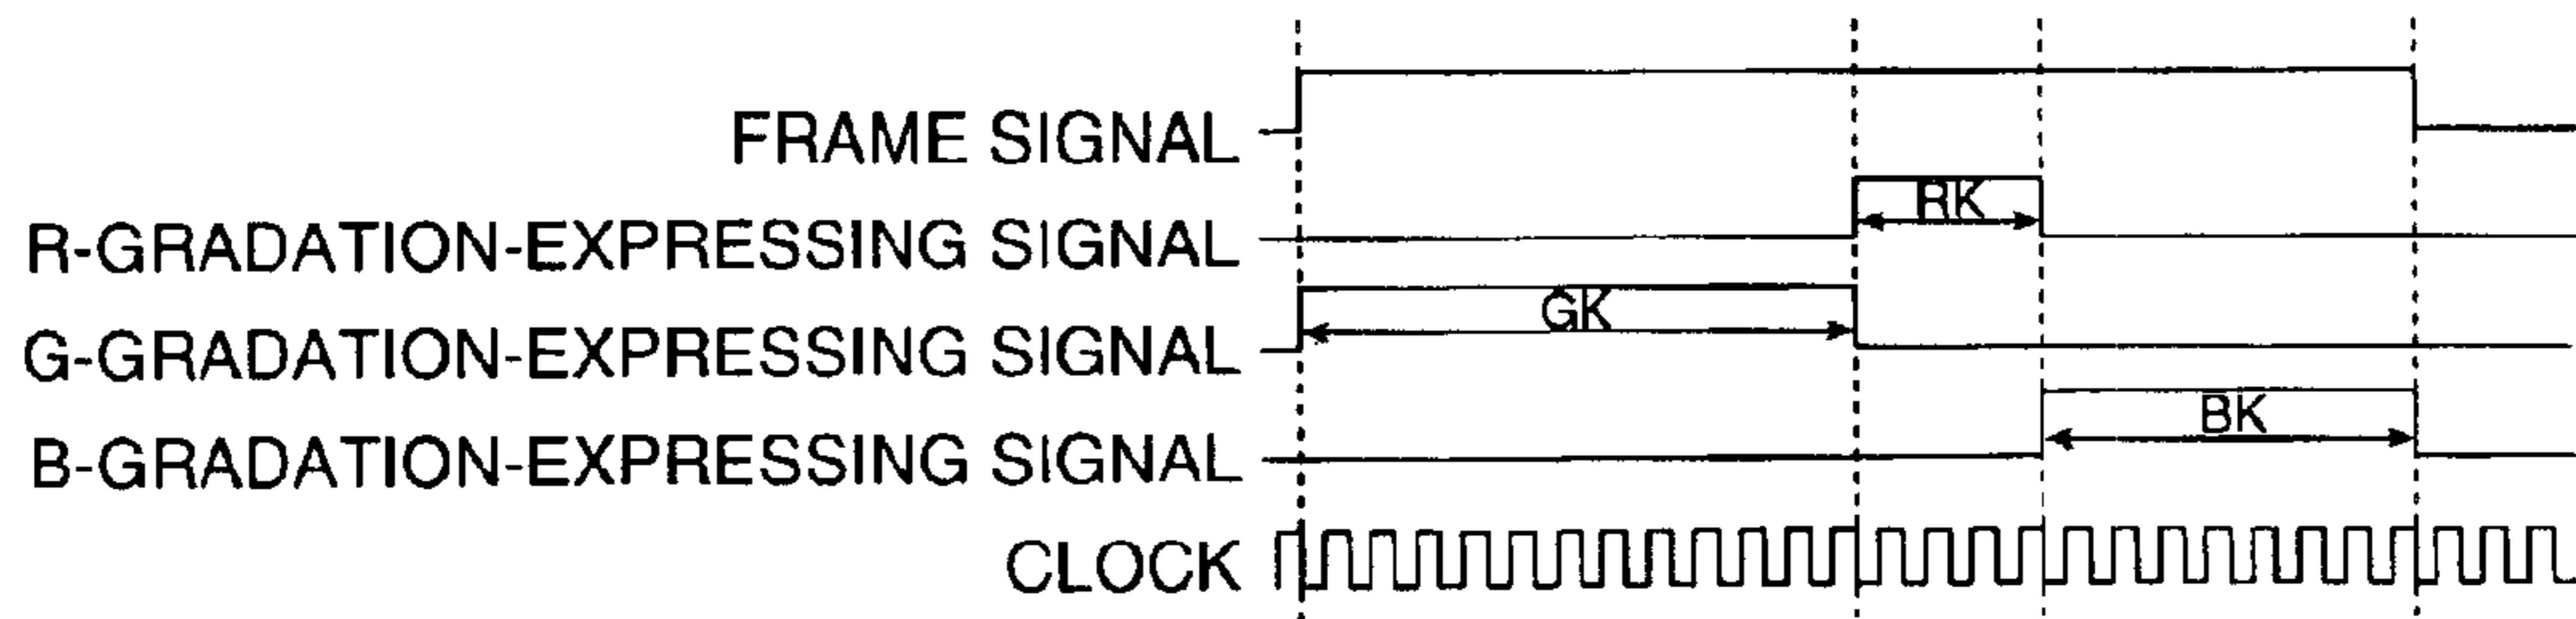 FRAME SIGNAL
RK
R-GRADATION-EXPRESSING SIGNAL
GK
G-GRADATION-EXPRESSING SIGNAL
BK
B-GRADATION-EXPRESSING SIGNAL
CLOCK